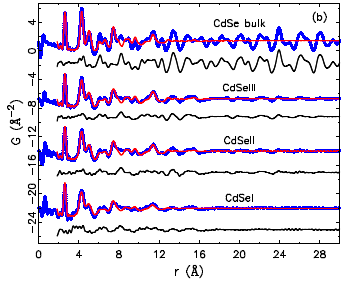 (b)
CdSe bulk
CdSeIII
CdSeII
CdSeI
G (Å⁻²)
4
0
−4
−8
−12
−16
−20
−24
0 4 8 12 16 20 24 28
r (Å)